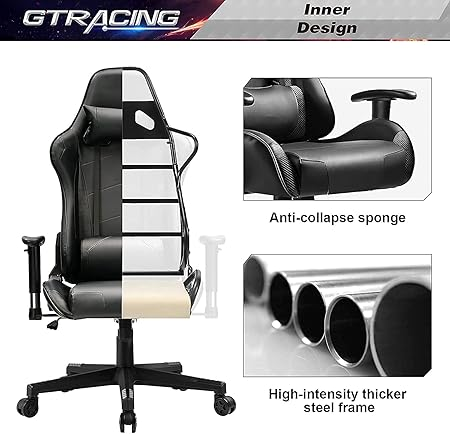 GTRACING
Inner
Design
Anti-collapse sponge
High-intensity thicker
steel frame